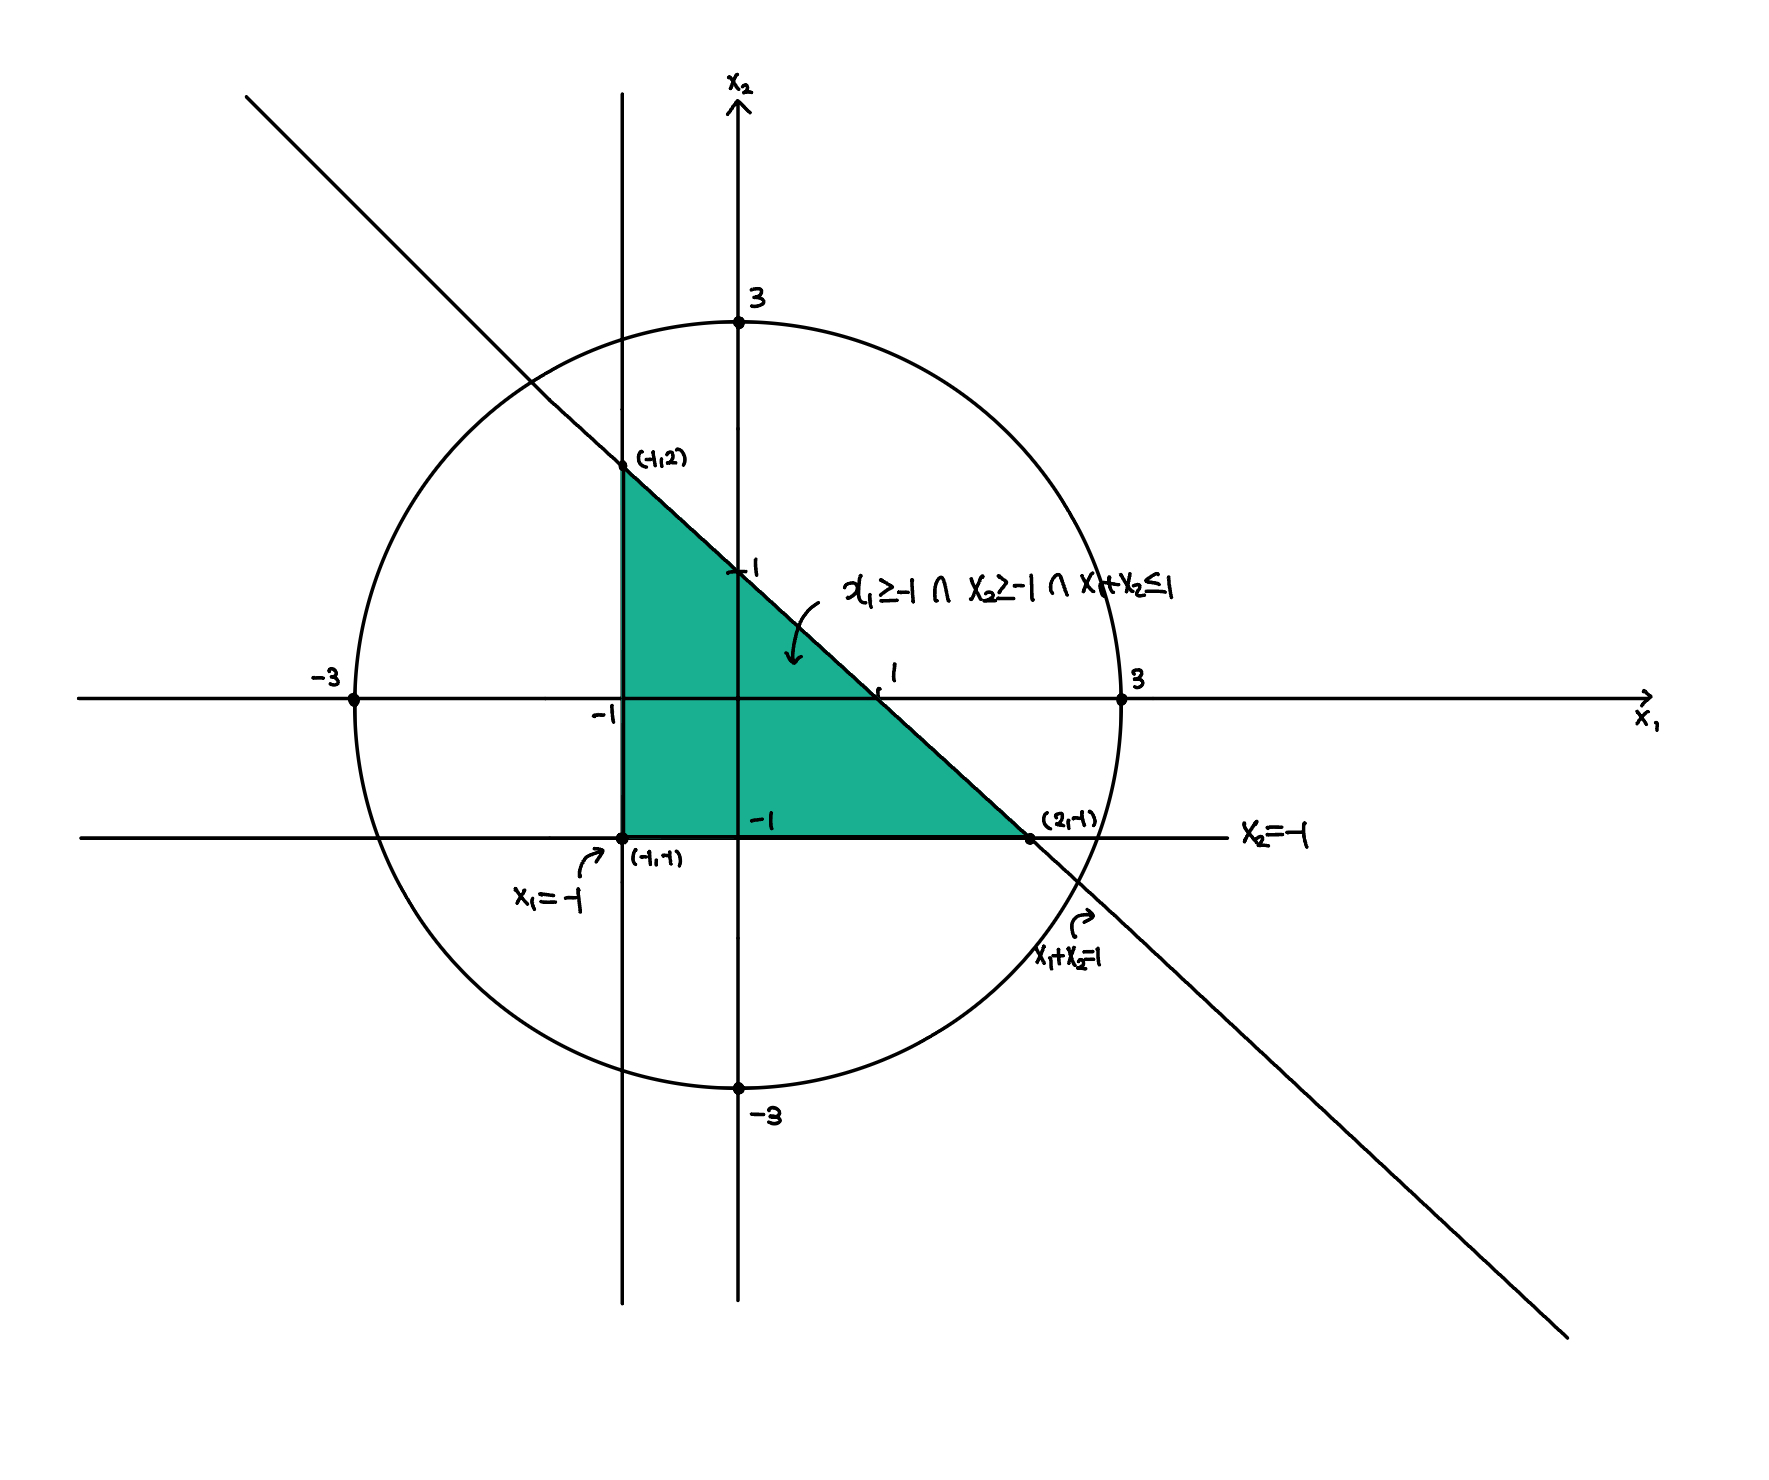 x₂
3
(-1,2)
1
x₁≥-1 ∩ x₂≥-1 ∩ x₁+x₂≤1
-3
1
3
-1
x₁
-1
(2,-1)
x₂=-1
(-1,-1)
x₁=-1
x₁+x₂=1
-3